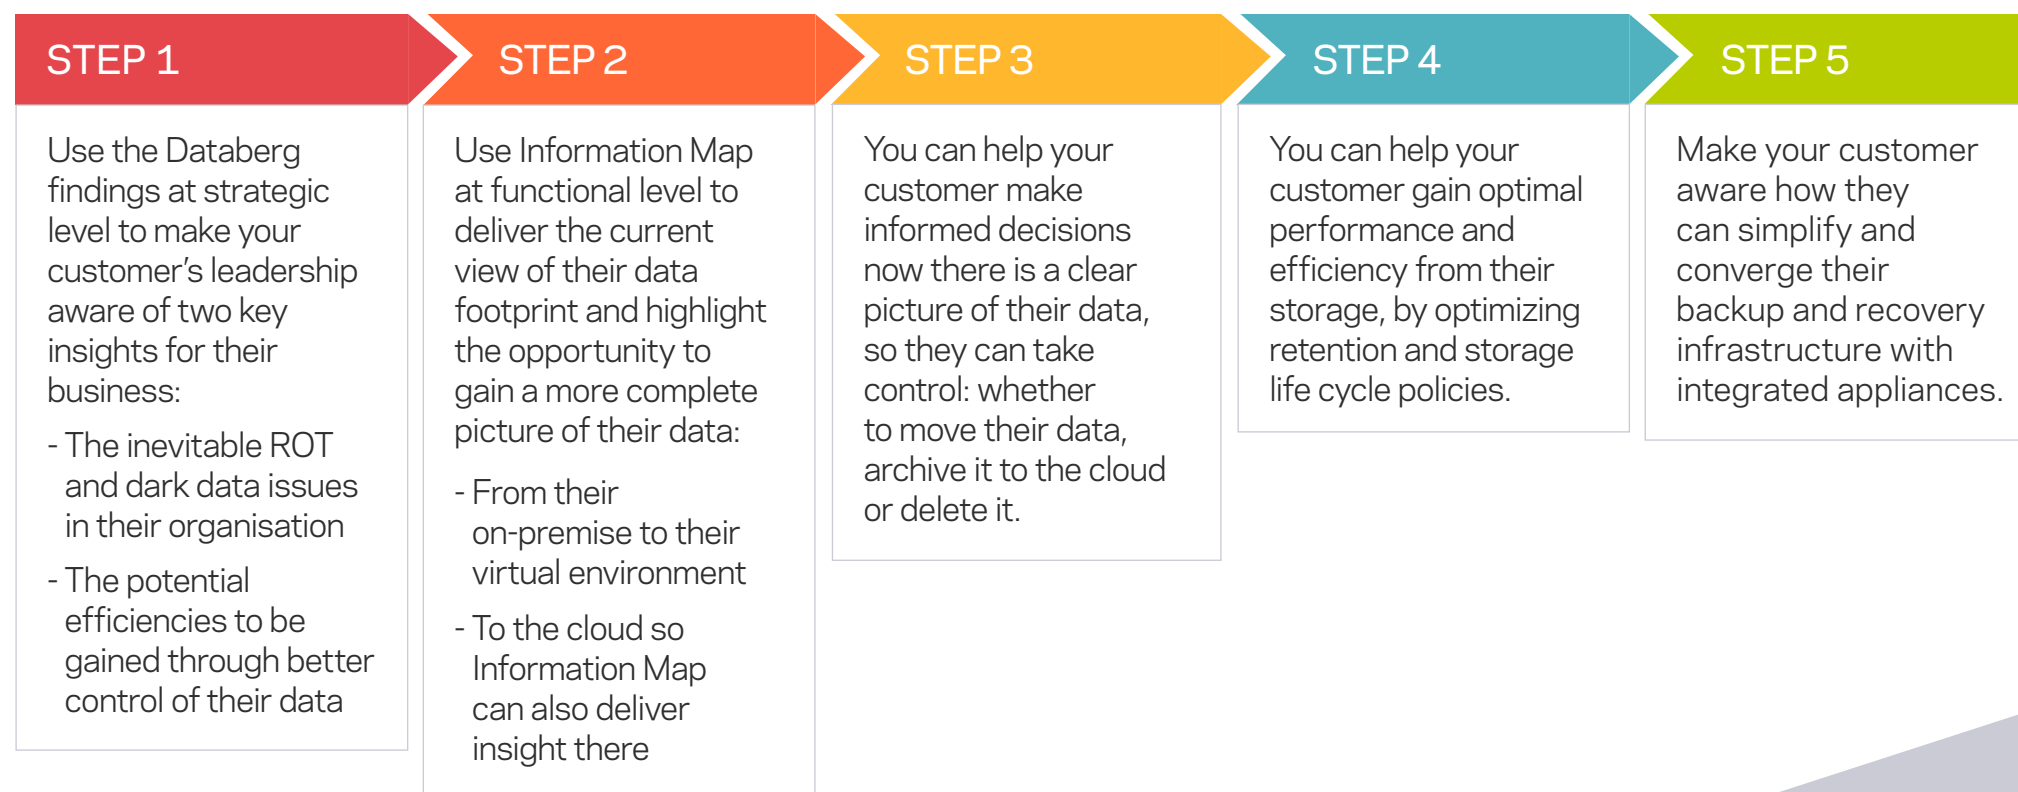 STEP 1
Use the Databerg
findings at strategic
level to make your
customer's leadership
aware of two key
insights for their
business:
- The inevitable ROT
and dark data issues
in their organisation
- The potential
efficiencies to be
gained through better
control of their data
STEP 2
Use Information Map
at functional level to
deliver the current
view of their data
footprint and highlight
the opportunity to
gain a more complete
picture of their data:
- From their
on-premise to their
virtual environment
- To the cloud so
Information Map
can also deliver
insight there
STEP 3
You can help your
customer make
informed decisions
now there is a clear
picture of their data,
so they can take
control: whether
to move their data,
archive it to the cloud
or delete it.
STEP 4
You can help your
customer gain optimal
performance and
efficiency from their
storage, by optimizing
retention and storage
life cycle policies.
STEP 5
Make your customer
aware how they
can simplify and
converge their
backup and recovery
infrastructure with
integrated appliances.